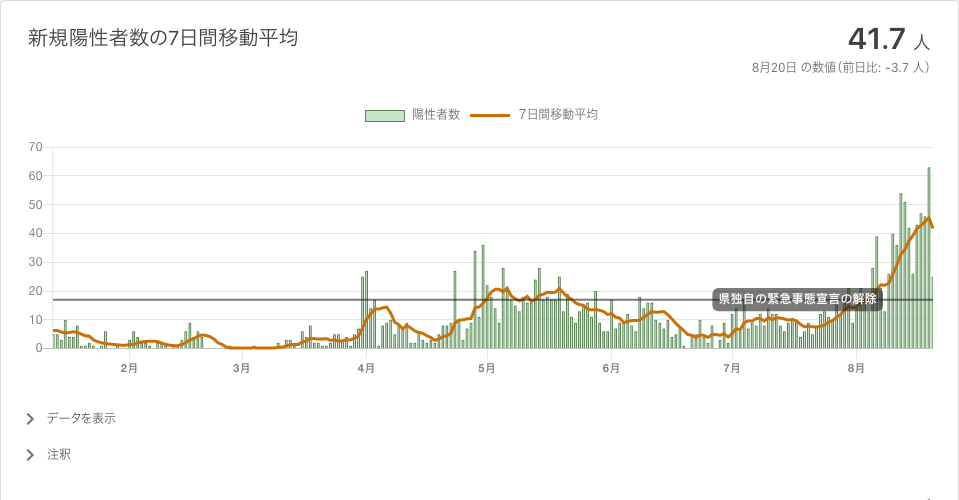 新規陽性者数の7日間移動平均
41.7 人
8月20日 の数値（前日比: -3.7 人）
陽性者数 7日間移動平均
70
60
50
40
30
20
10
0
県独自の緊急事態宣言の解除
2月 3月 4月 5月 6月 7月 8月
データを表示
注釈